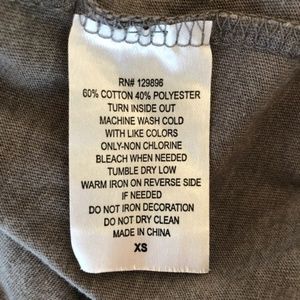 RN# 129896
60% COTTON 40% POLYESTER
TURN INSIDE OUT
MACHINE WASH COLD
WITH LIKE COLORS
ONLY-NON CHLORINE
BLEACH WHEN NEEDED
TUMBLE DRY LOW
WARM IRON ON REVERSE SIDE
IF NEEDED
DO NOT IRON DECORATION
DO NOT DRY CLEAN
MADE IN CHINA
XS